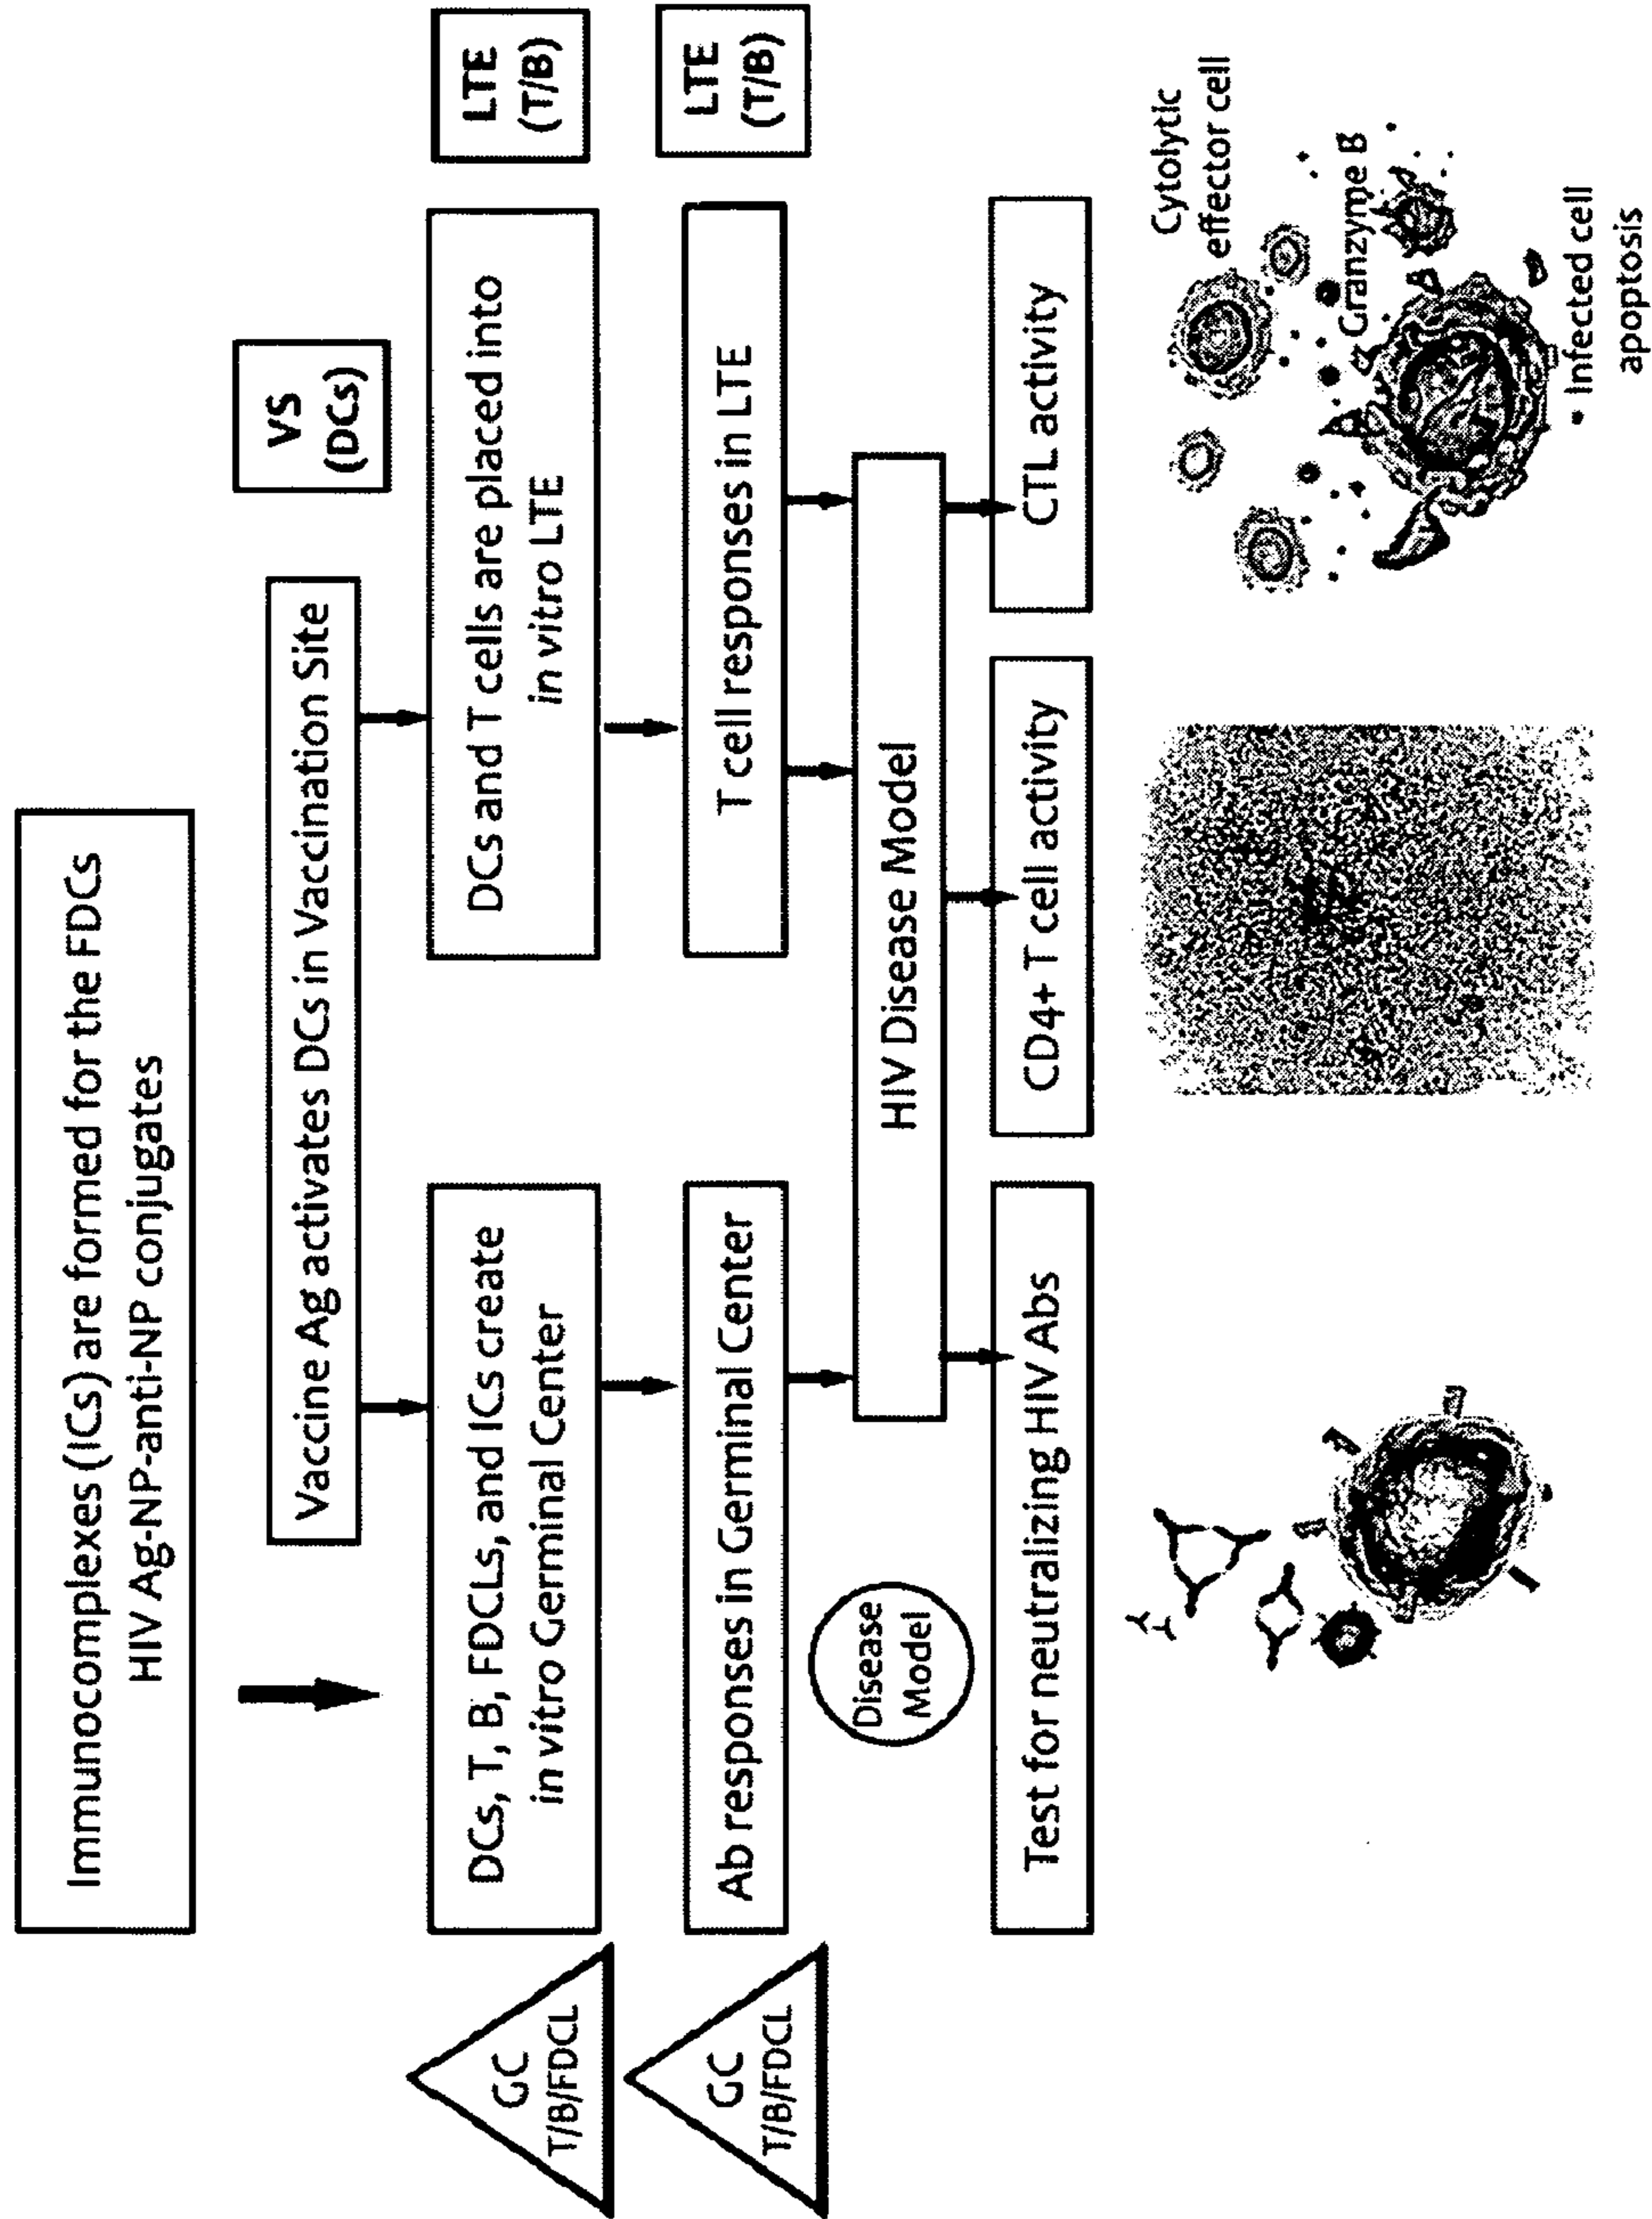 Immunocomplexes (ICs) are formed for the FDCs
HIV Ag-NP-anti-NP conjugates
Vaccine Ag activates DCs in Vaccination Site
VS
(DCs)
GC
T/B/FDCL
DCs, T, B, FDCLs, and ICs create
in vitro Germinal Center
DCs and T cells are placed into
in vitro LTE
LTE
(T/B)
GC
T/B/FDCL
Ab responses in Germinal Center
T cell responses in LTE
LTE
(T/B)
Disease
Model
HIV Disease Model
Test for neutralizing HIV Abs
CD4+ T cell activity
CTL activity
Cytolytic
effector cell
Granzyme B
• Infected cell
apoptosis